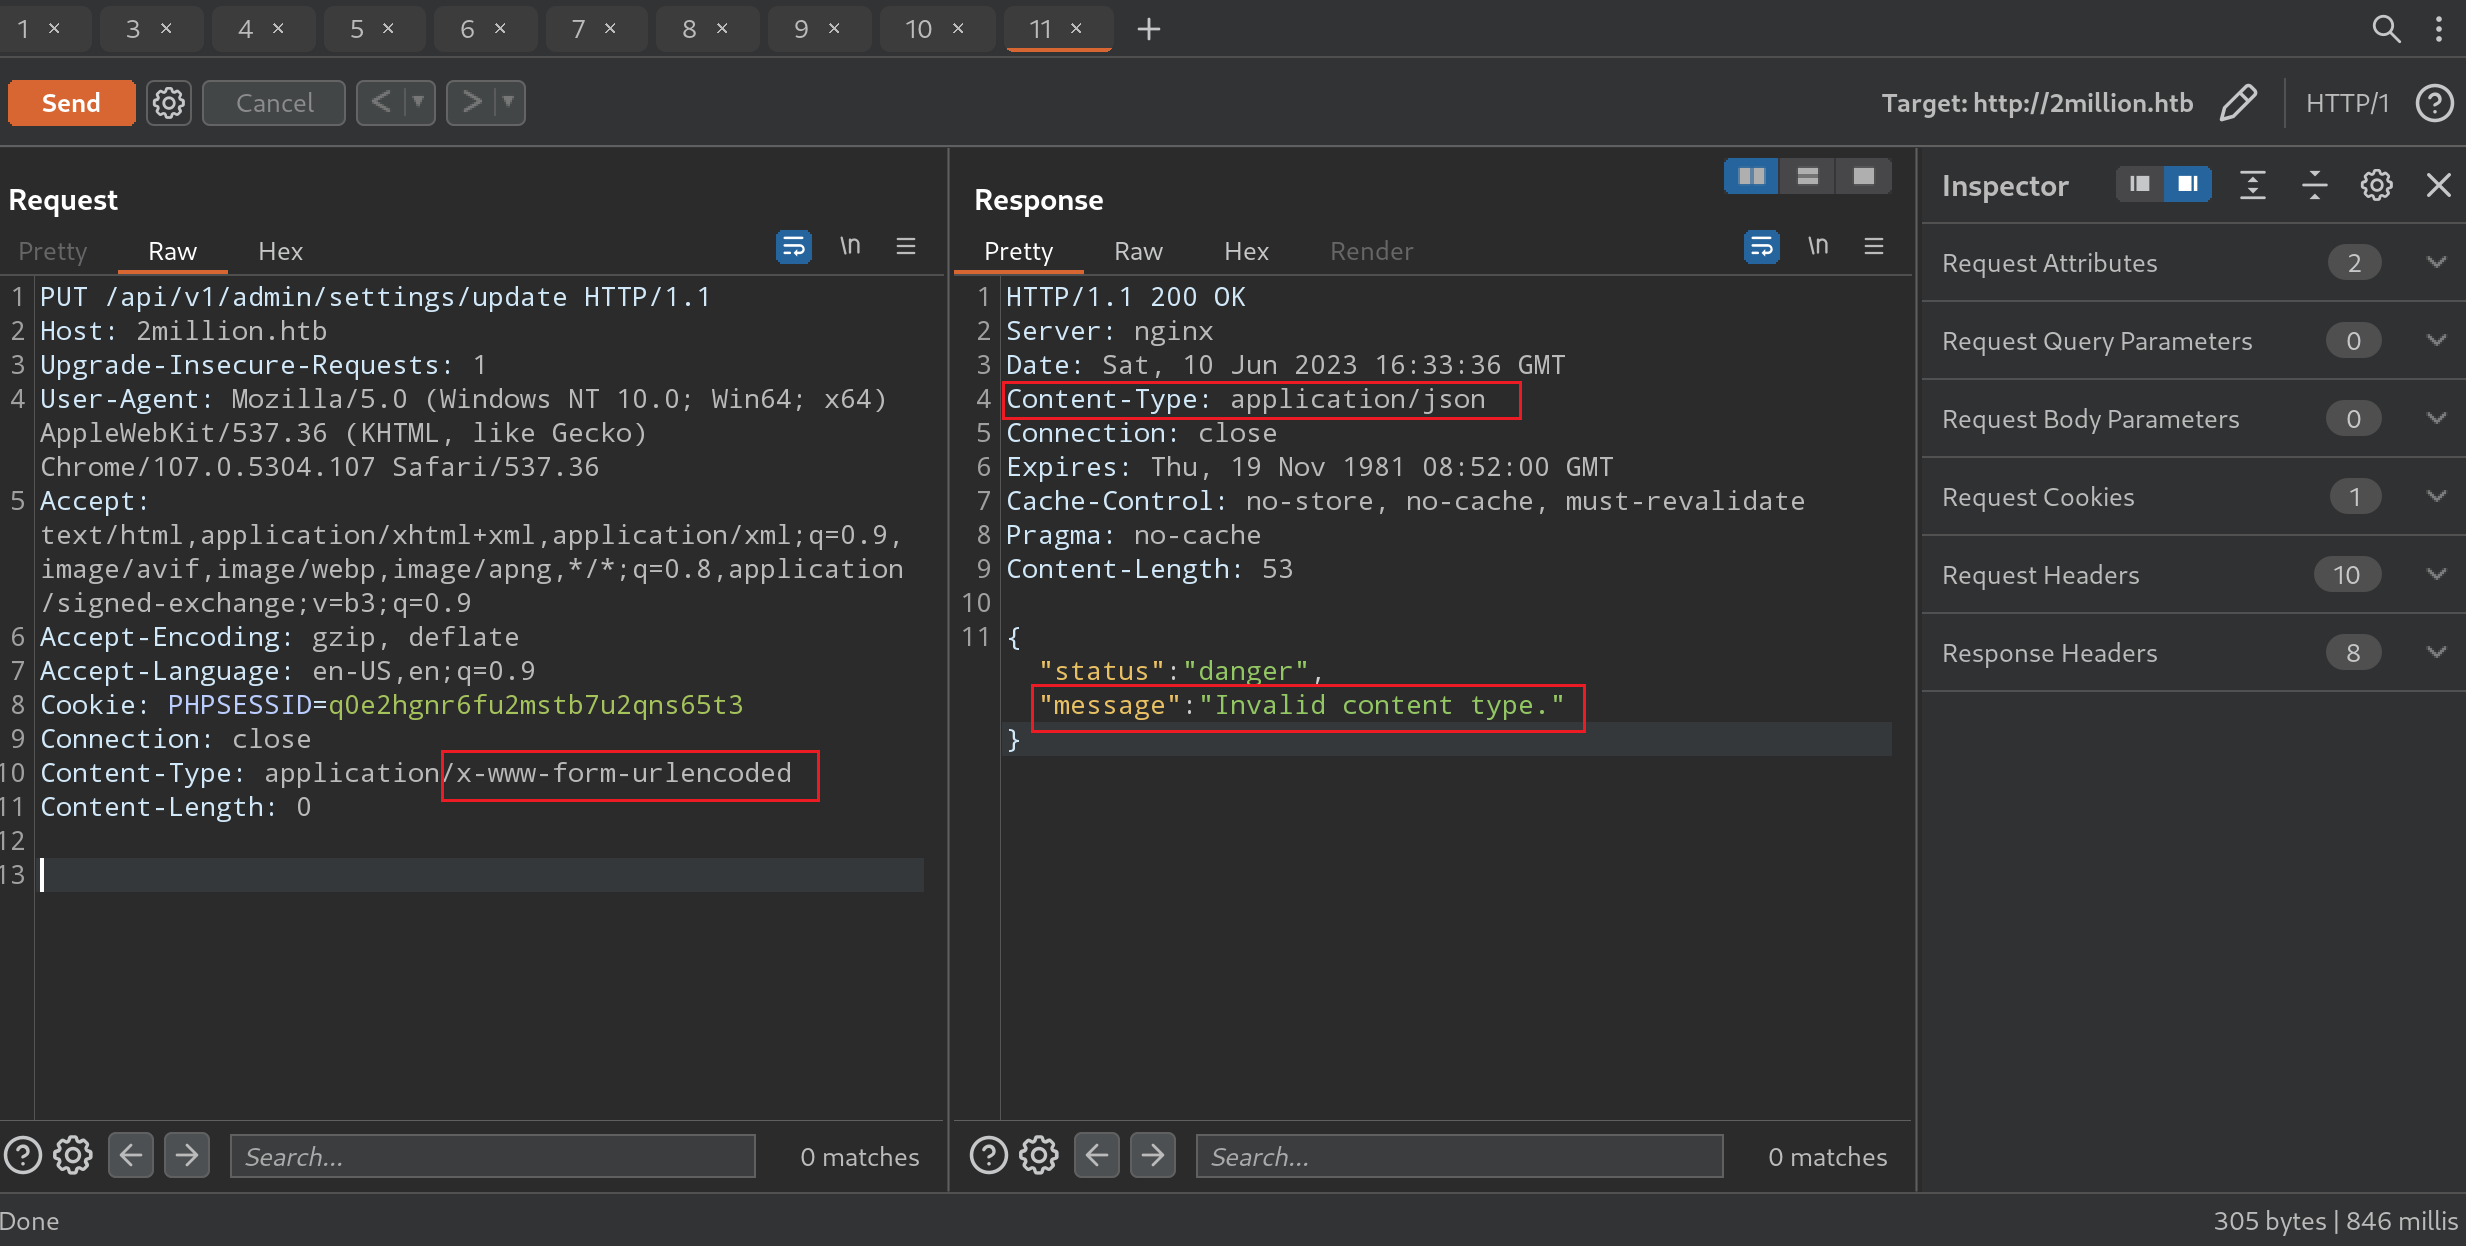 1 × 3 × 4 × 5 × 6 × 7 × 8 × 9 × 10 × 11 × +
Send Cancel < ▼ > ▼ Target: http://2million.htb HTTP/1 ?
Request
Pretty Raw Hex \n
1 PUT /api/v1/admin/settings/update HTTP/1.1
2 Host: 2million.htb
3 Upgrade-Insecure-Requests: 1
4 User-Agent: Mozilla/5.0 (Windows NT 10.0; Win64; x64)
AppleWebKit/537.36 (KHTML, like Gecko)
Chrome/107.0.5304.107 Safari/537.36
5 Accept:
text/html,application/xhtml+xml,application/xml;q=0.9,
image/avif,image/webp,image/apng,*/*;q=0.8,application
/signed-exchange;v=b3;q=0.9
6 Accept-Encoding: gzip, deflate
7 Accept-Language: en-US,en;q=0.9
8 Cookie: PHPSESSID=q0e2hgnr6fu2mstb7u2qns65t3
9 Connection: close
10 Content-Type: application/x-www-form-urlencoded
11 Content-Length: 0
12
13
? Search... 0 matches
Response
Pretty Raw Hex Render \n
1 HTTP/1.1 200 OK
2 Server: nginx
3 Date: Sat, 10 Jun 2023 16:33:36 GMT
4 Content-Type: application/json
5 Connection: close
6 Expires: Thu, 19 Nov 1981 08:52:00 GMT
7 Cache-Control: no-store, no-cache, must-revalidate
8 Pragma: no-cache
9 Content-Length: 53
10
11 {
"status":"danger",
"message":"Invalid content type."
}
? Search... 0 matches
Inspector
Request Attributes 2
Request Query Parameters 0
Request Body Parameters 0
Request Cookies 1
Request Headers 10
Response Headers 8
Done
305 bytes | 846 millis